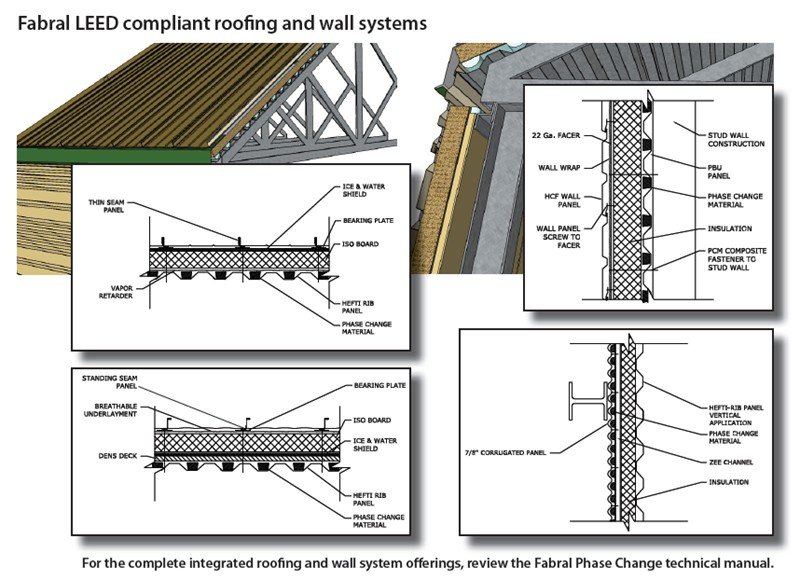 Fabral LEED compliant roofing and wall systems
THIN SEAM
PANEL
ICE & WATER
SHIELD
BEARING PLATE
ISO BOARD
VAPOR
RETARDER
HEFTI RIB
PANEL
PHASE CHANGE
MATERIAL
22 Ga. FACER
WALL WRAP
HCF WALL
PANEL
WALL PANEL
SCREW TO
FACER
STUD WALL
CONSTRUCTION
PBU
PANEL
PHASE CHANGE
MATERIAL
INSULATION
PCM COMPOSITE
FASTENER TO
STUD WALL
STANDING SEAM
PANEL
BREATHABLE
UNDERLAYMENT
DENS DECK
BEARING PLATE
ISO BOARD
ICE & WATER
SHIELD
HEFTI RIB
PANEL
PHASE CHANGE
MATERIAL
7/8" CORRUGATED PANEL
HEFTI-RIB PANEL
VERTICAL
APPLICATION
PHASE CHANGE
MATERIAL
ZEE CHANNEL
INSULATION
For the complete integrated roofing and wall system offerings, review the Fabral Phase Change technical manual.